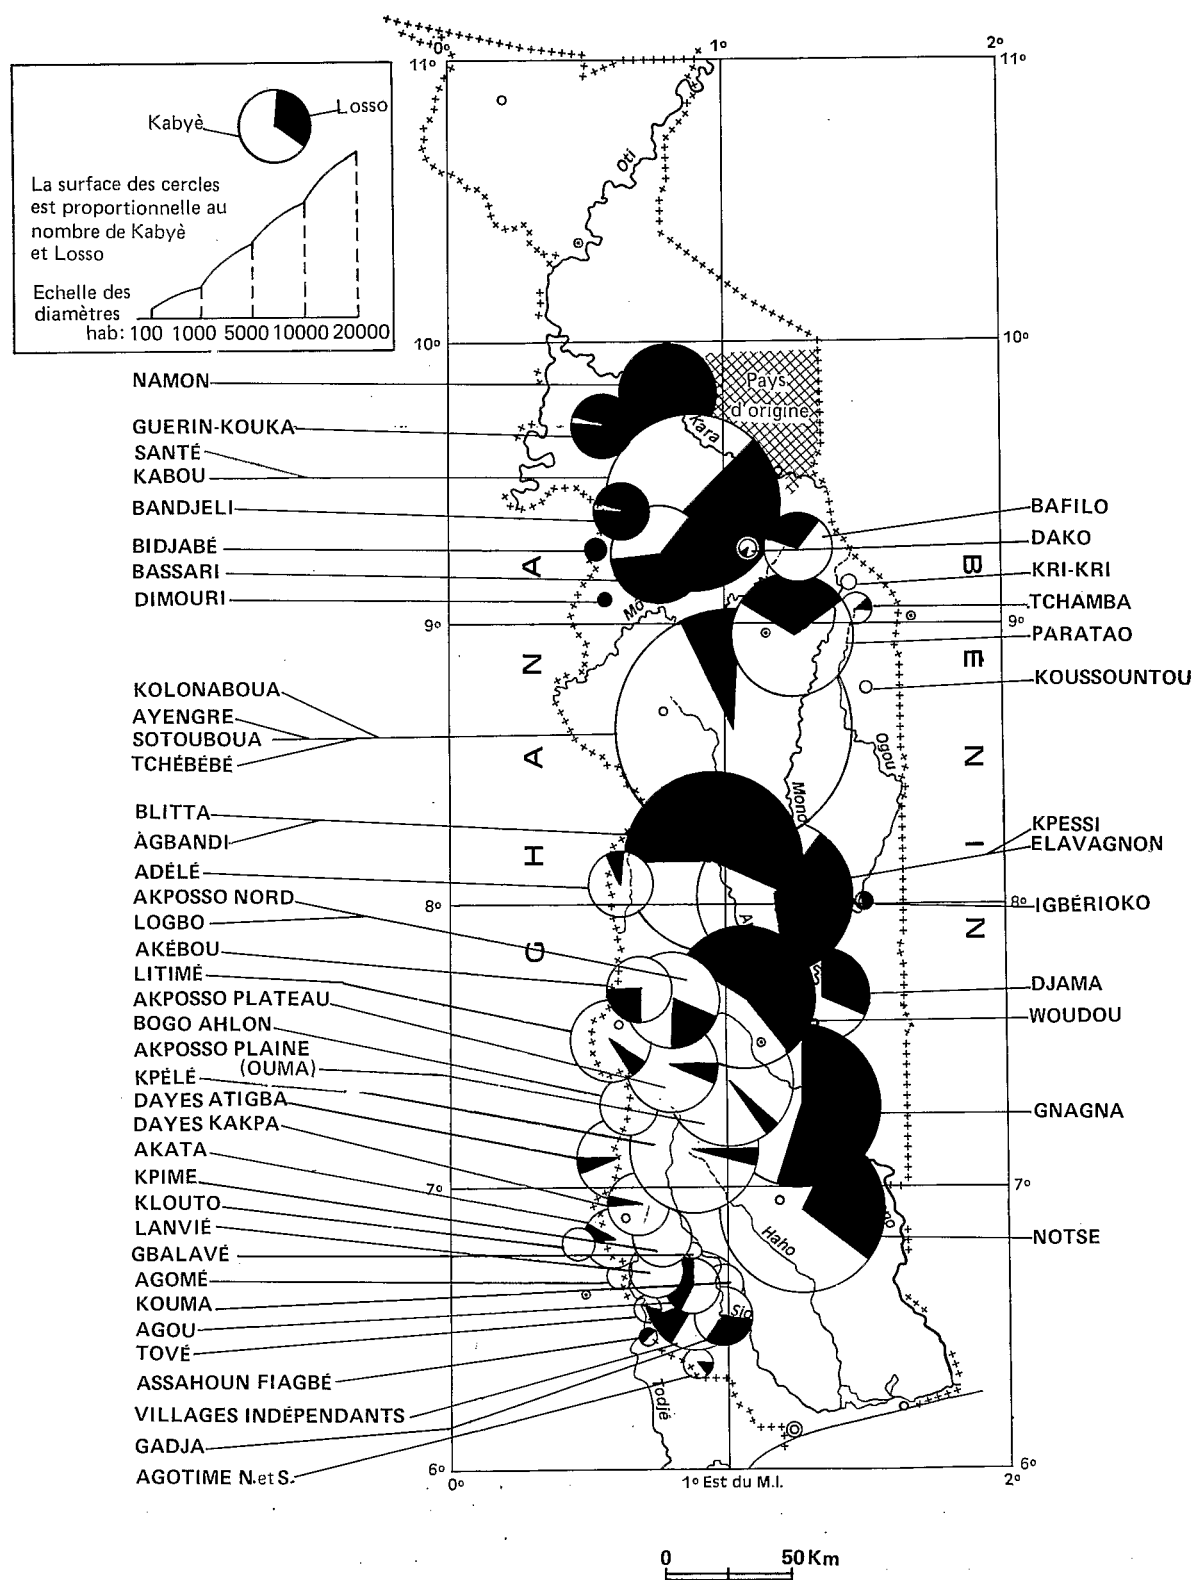 0°
1°
2°
11°
11°
Kabyè
Losso
La surface des cercles
est proportionnelle au
nombre de Kabyè
et Losso
Echelle des
diamètres
hab: 100 1000 5000 10000 20000
Oti
10°
10°
Pays
d'origine
Kara
NAMON
GUERIN-KOUKA
SANTÉ
KABOU
BANDJELI
BIDJABÉ
BASSARI
DIMOURI
BAFILO
DAKO
KRI-KRI
TCHAMBA
PARATAO
KOUSSOUNTOU
Mo
9°
9°
KOLONABOUA
AYENGRE
SOTOUBOUA
TCHÉBÉBÉ
Ogou
Mono
GHANA
BENIN
BLITTA
AGBANDI
ADÉLÉ
AKPOSSO NORD
LOGBO
AKÉBOU
LITIMÉ
AKPOSSO PLATEAU
BOGO AHLON
AKPOSSO PLAINE
(OUMA)
KPÉLÉ
DAYES ATIGBA
DAYES KAKPA
AKATA
KPIME
KLOUTO
LANVIÉ
GBALAVÉ
AGOMÉ
KOUMA
AGOU
TOVÉ
ASSAHOUN FIAGBÉ
VILLAGES INDÉPENDANTS
GADJA
AGOTIME N. et S.
KPESSI
ELAVAGNON
IGBÉRIOKO
DJAMA
WOUDOU
GNAGNA
NOTSE
8°
8°
7°
7°
Haho
Sio
Todjé
6°
6°
0°
1° Est du M.I.
2°
0 50 Km